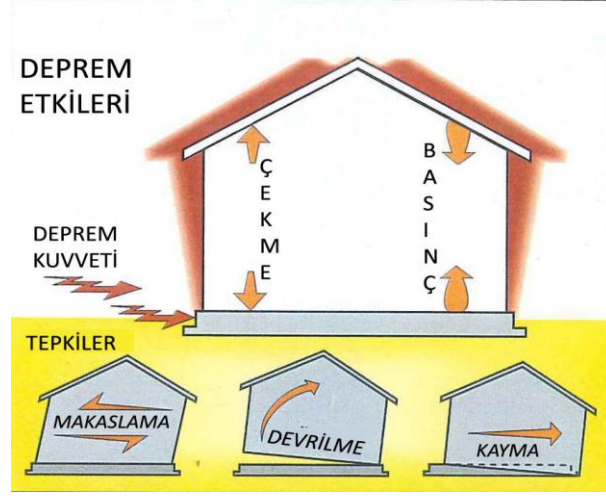 DEPREM
ETKİLERİ
ÇEKME
BASINÇ
DEPREM
KUVVETİ
TEPKİLER
MAKASLAMA
DEVRİLME
KAYMA